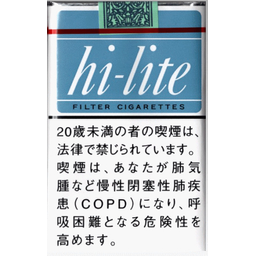 hi-lite
FILTER CIGARETTES
20歳未満の者の喫煙は、
法律で禁じられています。
喫煙は、あなたが肺気
腫など慢性閉塞性肺疾
患(COPD)になり、呼
吸困難となる危険性を
高めます。